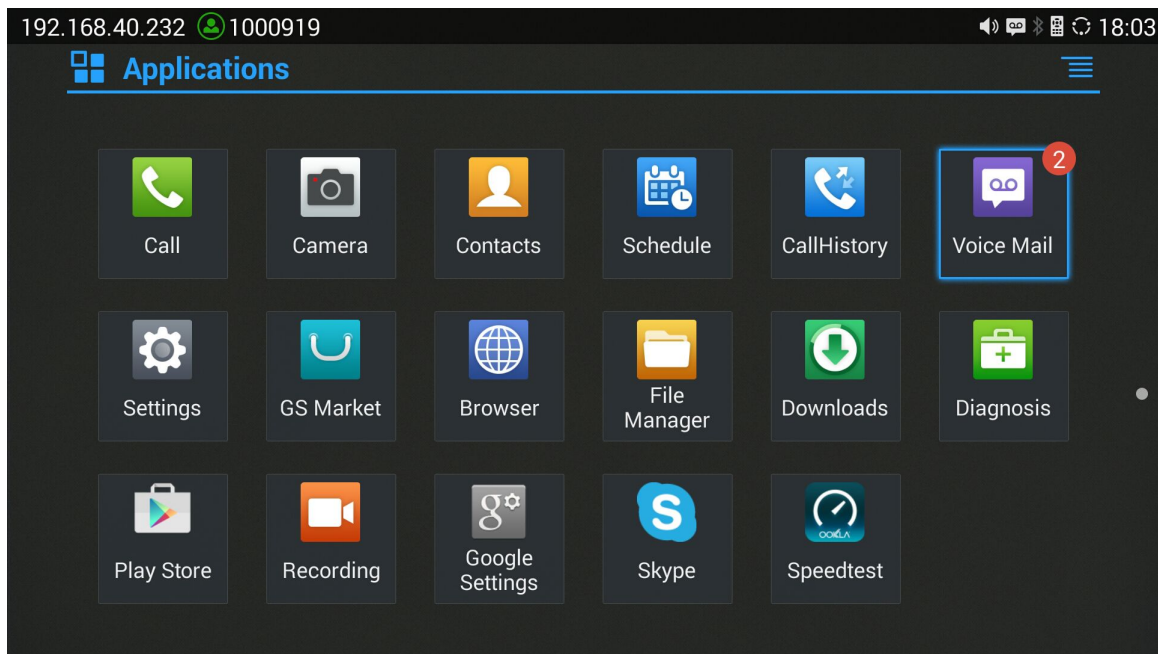 192.168.40.232 1000919 18:03
Applications
2
Call Camera Contacts Schedule CallHistory Voice Mail
Settings GS Market Browser File Manager Downloads Diagnosis
OOKLA
Play Store Recording Google Settings Skype Speedtest